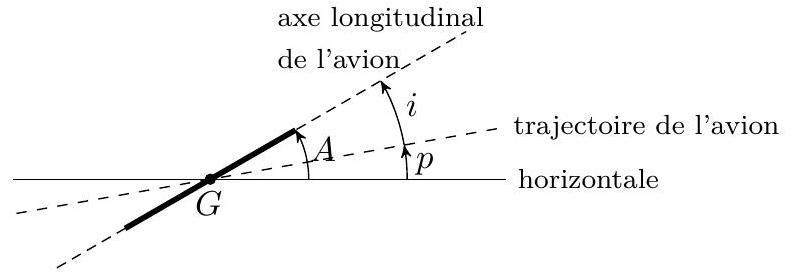 axe longitudinal
de l'avion
i
trajectoire de l'avion
A
p
horizontale
G